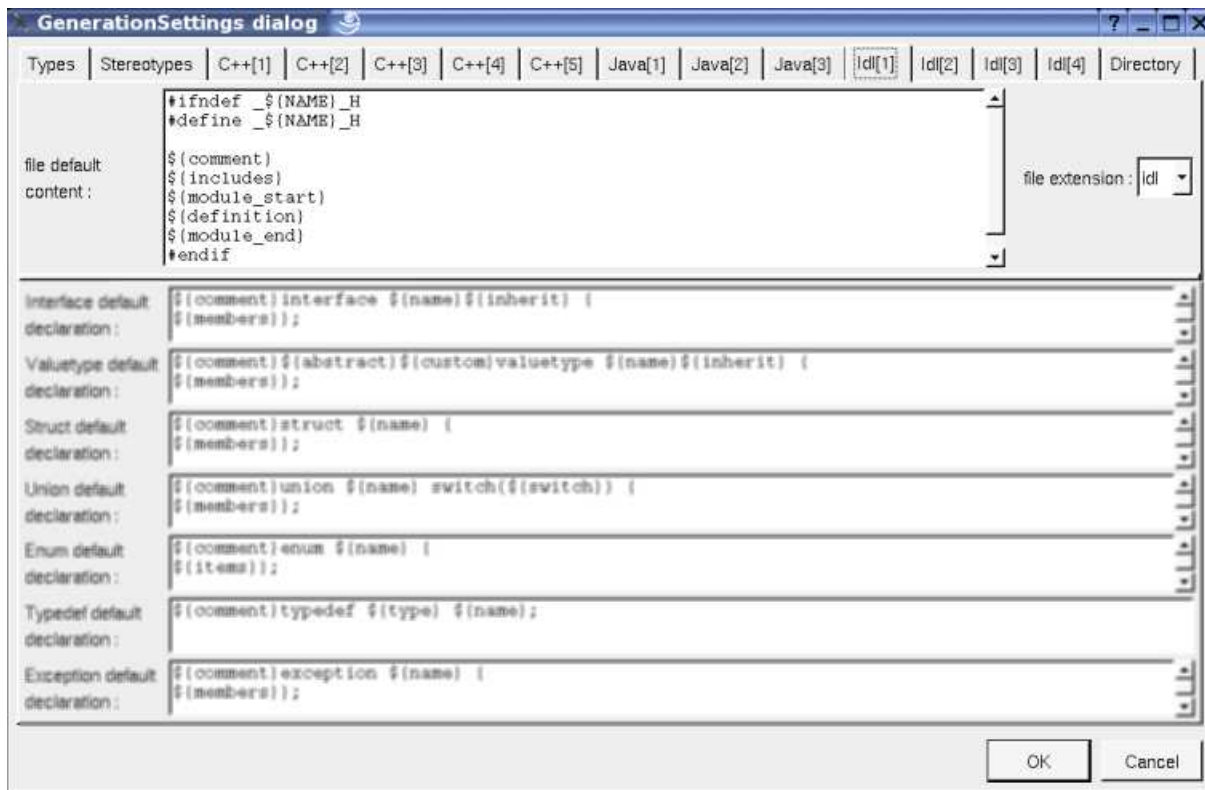 GenerationSettings dialog
Types Stereotypes C++[1] C++[2] C++[3] C++[4] C++[5] Java[1] Java[2] Java[3] Idl[1] Idl[2] Idl[3] Idl[4] Directory
file default
content :
#ifndef _${NAME}_H
#define _${NAME}_H
${comment}
${includes}
${module_start}
${definition}
${module_end}
#endif
file extension : idl
Interface default
declaration :
${comment}interface ${name}${inherit} {
${members}};
Valuetype default
declaration :
${comment}${abstract}${custom}valuetype ${name}${inherit} {
${members}};
Struct default
declaration :
${comment}struct ${name} {
${members}};
Union default
declaration :
${comment}union ${name} switch(${switch}) {
${members}};
Enum default
declaration :
${comment}enum ${name} {
${items}};
Typedef default
declaration :
${comment}typedef ${type} ${name};
Exception default
declaration :
${comment}exception ${name} {
${members}};
OK Cancel